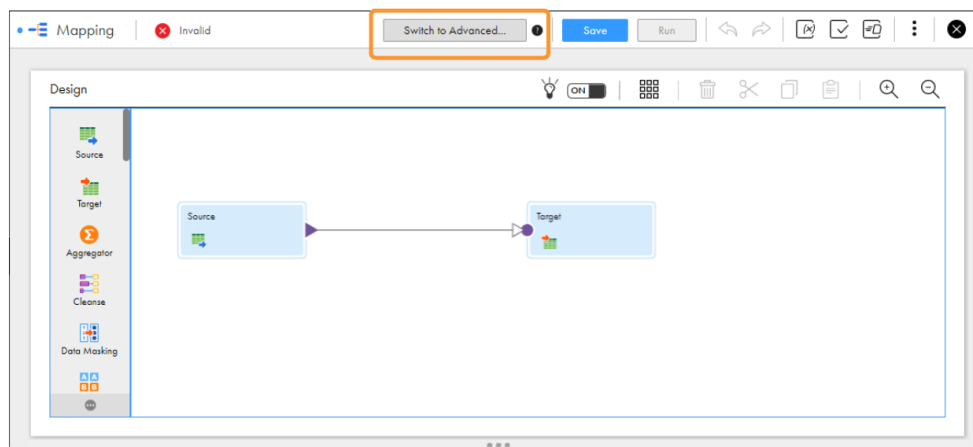 Mapping
Invalid
Switch to Advanced...
?
Save
Run
(x)
Design
ON
Source
Target
Aggregator
Cleanse
Data Masking
A A
B B
Source
Target